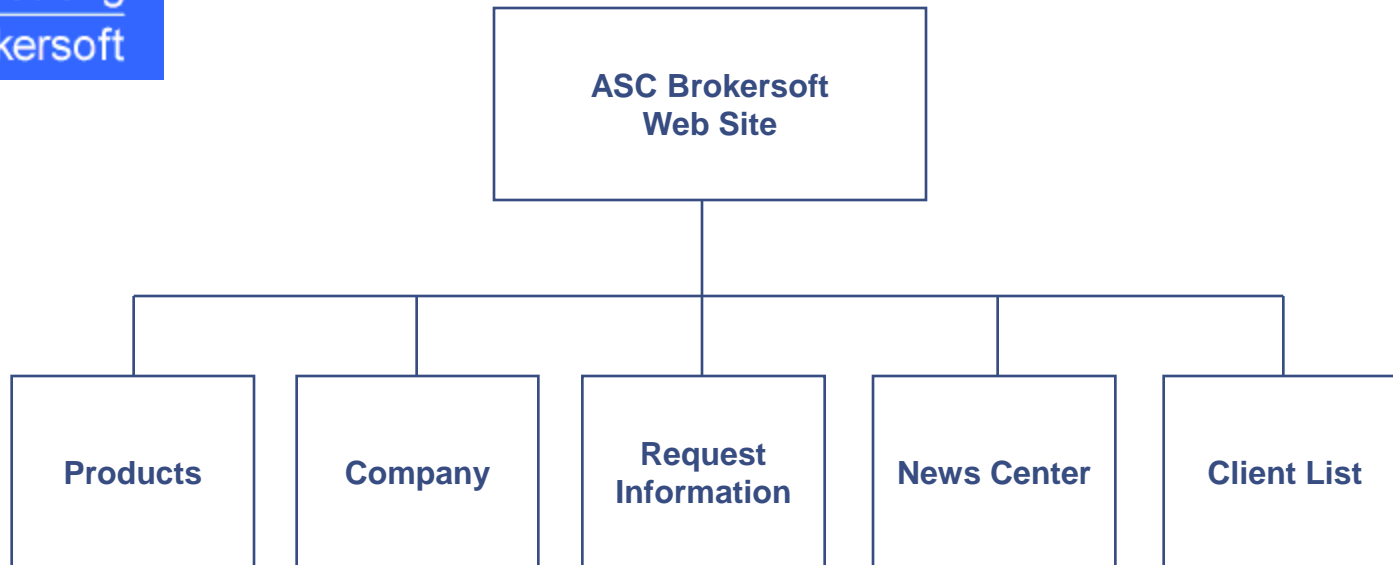 kersoft
ASC Brokersoft
Web Site
Products
Company
Request
Information
News Center
Client List